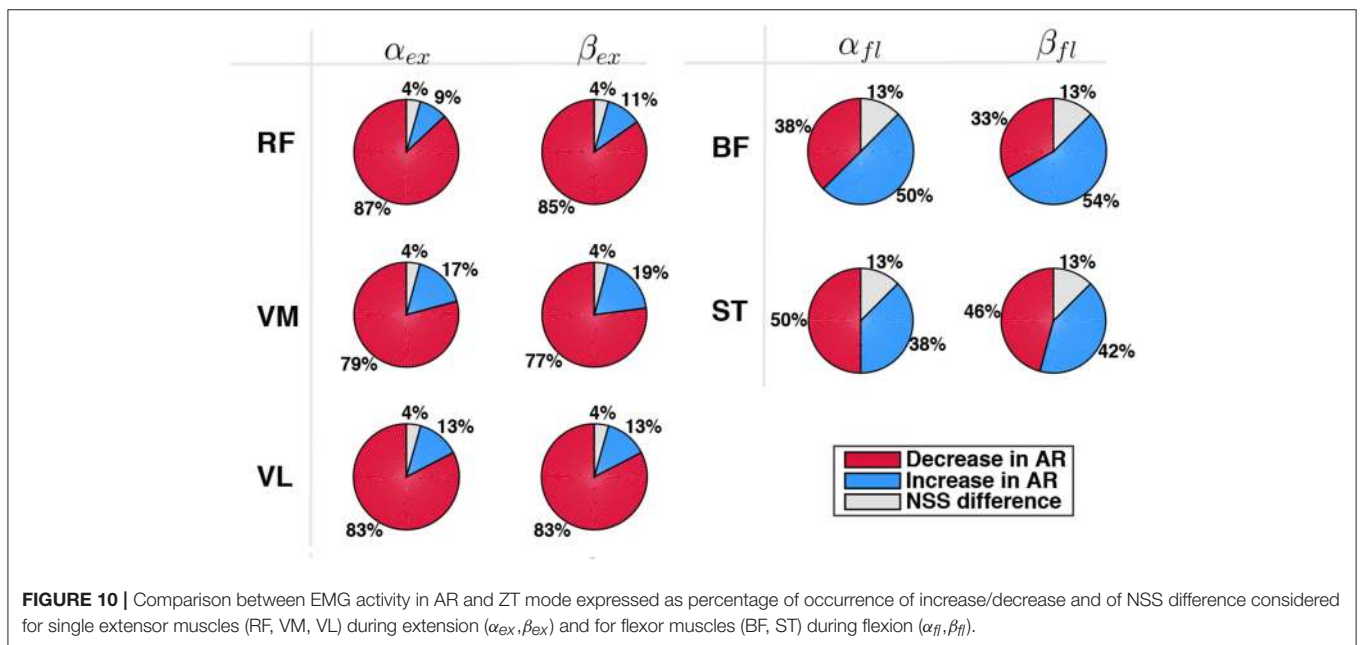 α_ex β_ex α_fl β_fl
RF 4% 9% 87% 4% 11% 85%
BF 13% 38% 50% 13% 33% 54%
VM 4% 17% 79% 4% 19% 77%
ST 13% 50% 38% 13% 46% 42%
VL 4% 13% 83% 4% 13% 83%
Decrease in AR
Increase in AR
NSS difference
FIGURE 10 | Comparison between EMG activity in AR and ZT mode expressed as percentage of occurrence of increase/decrease and of NSS difference considered
for single extensor muscles (RF, VM, VL) during extension (α_ex,β_ex) and for flexor muscles (BF, ST) during flexion (α_fl,β_fl).